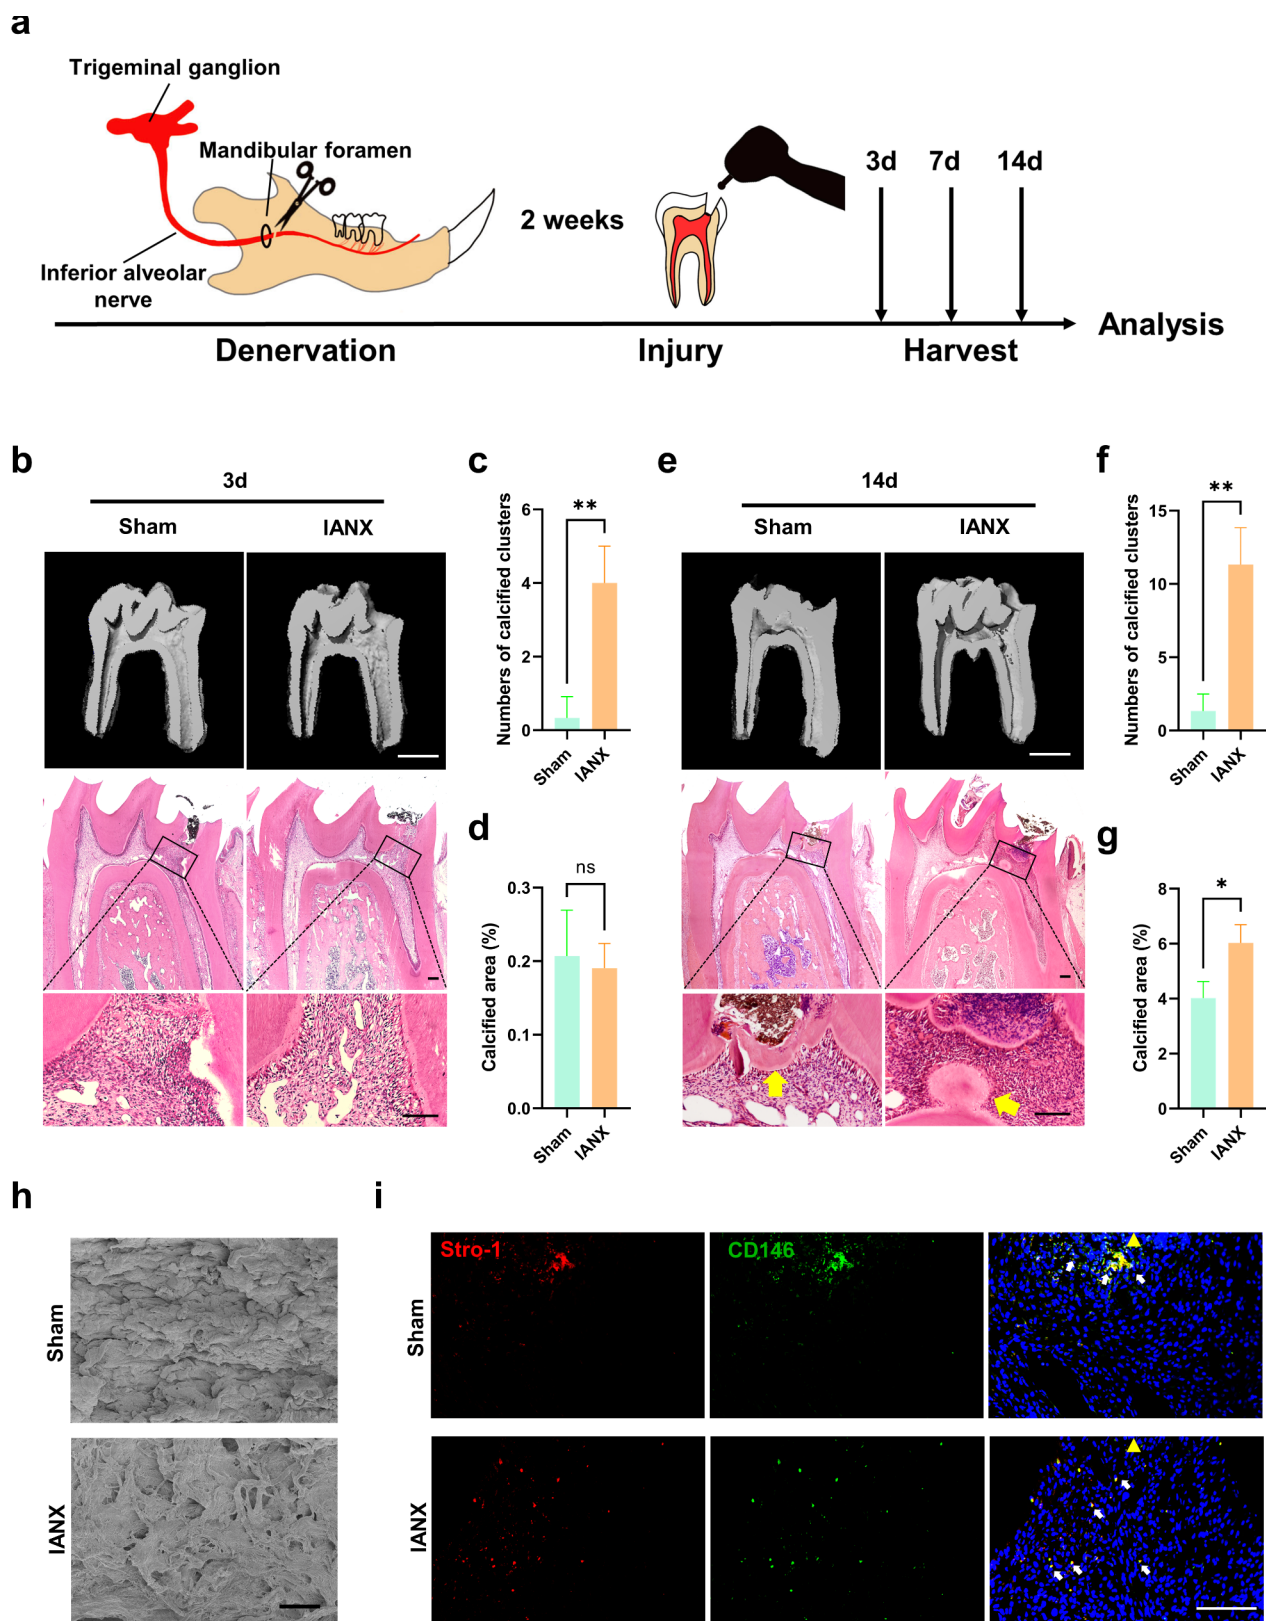 a
Trigeminal ganglion
Mandibular foramen
Inferior alveolar
nerve
2 weeks
3d
7d
14d
Denervation
Injury
Harvest
Analysis
b
3d
Sham
IANX
c
Numbers of calcified clusters
6
4
2
0
**
Sham
IANX
d
Calcified area (%)
0.3
0.2
0.1
0.0
ns
Sham
IANX
e
14d
Sham
IANX
f
Numbers of calcified clusters
15
10
5
0
**
Sham
IANX
g
Calcified area (%)
8
6
4
2
0
*
Sham
IANX
h
Sham
IANX
i
Stro-1
CD146
Sham
IANX